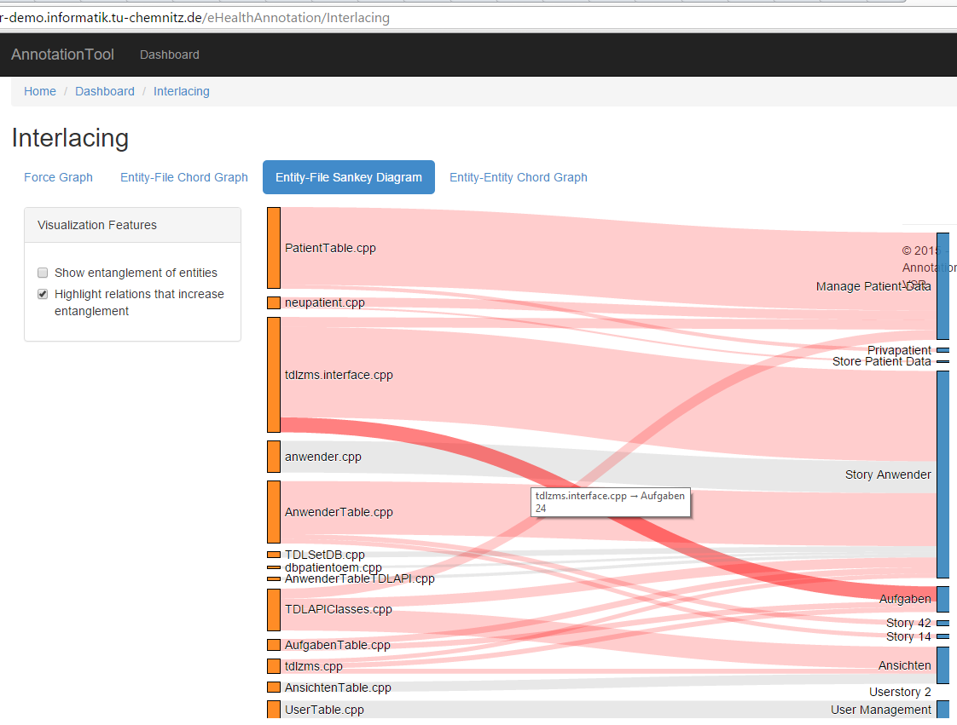 r-demo.informatik.tu-chemnitz.de/eHealthAnnotation/Interlacing
AnnotationTool Dashboard
Home / Dashboard / Interlacing
Interlacing
Force Graph Entity-File Chord Graph Entity-File Sankey Diagram Entity-Entity Chord Graph
Visualization Features
Show entanglement of entities
Highlight relations that increase
entanglement
PatientTable.cpp
neupatient.cpp
tdlzms.interface.cpp
anwender.cpp
AnwenderTable.cpp
TDLSetDB.cpp
dbpatientoem.cpp
AnwenderTableTDLAPI.cpp
TDLAPIClasses.cpp
AufgabenTable.cpp
tdlzms.cpp
AnsichtenTable.cpp
UserTable.cpp
tdlzms.interface.cpp → Aufgaben
24
© 2015 -
Annotation
Manage Patient Data
Privapatient
Store Patient Data
Story Anwender
Aufgaben
Story 42
Story 14
Ansichten
Userstory 2
User Management